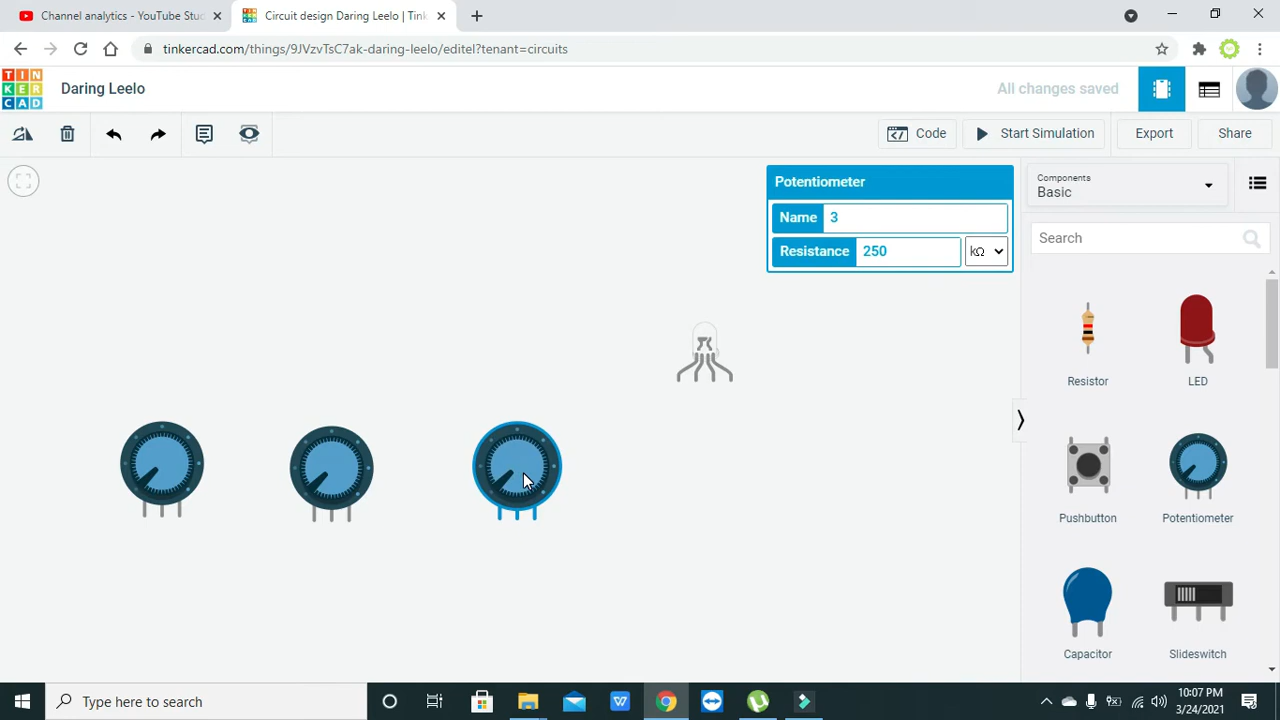 Channel analytics - YouTube Stud
Circuit design Daring Leelo | Tink
tinkercad.com/things/9JVzvTsC7ak-daring-leelo/editel?tenant=circuits
TIN
KER
CAD
Daring Leelo
All changes saved
Code
Start Simulation
Export
Share
Potentiometer
Name 3
Resistance 250 kΩ
Components
Basic
Search
Resistor
LED
Pushbutton
Potentiometer
Capacitor
Slideswitch
Type here to search
10:07 PM
3/24/2021